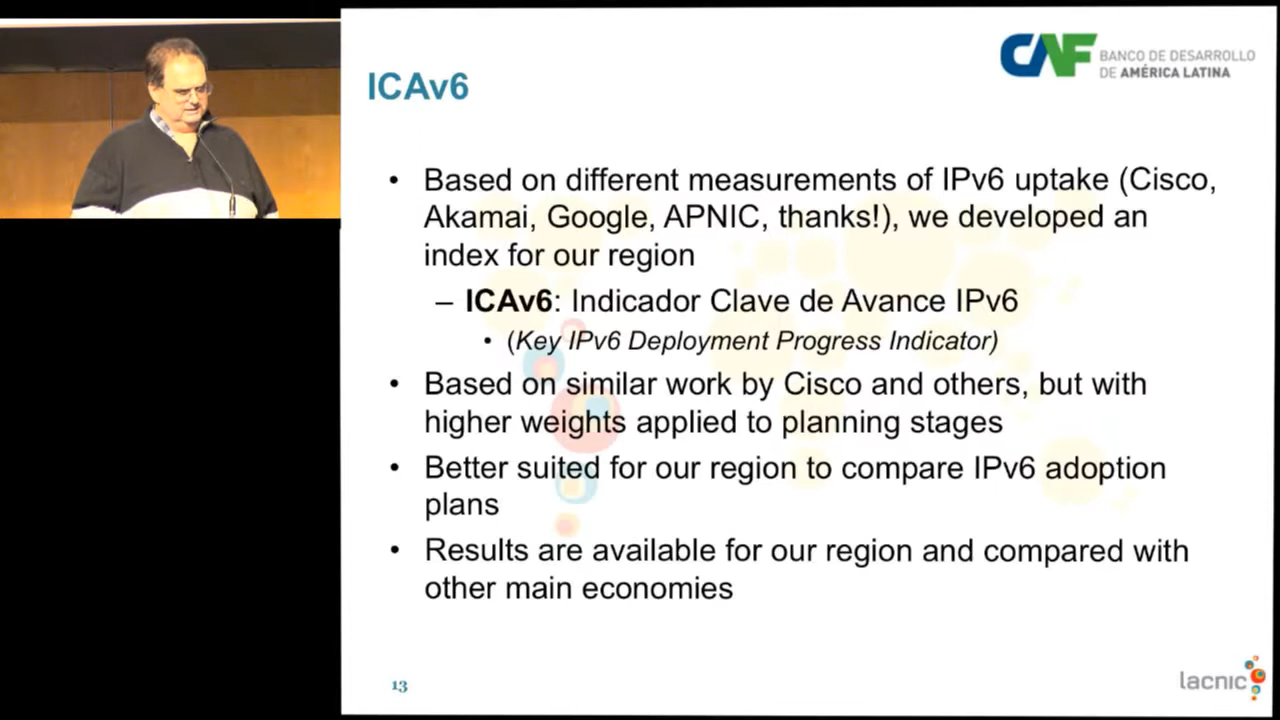 CAF BANCO DE DESARROLLO
DE AMÉRICA LATINA
ICAv6
• Based on different measurements of IPv6 uptake (Cisco,
Akamai, Google, APNIC, thanks!), we developed an
index for our region
– ICAv6: Indicador Clave de Avance IPv6
• (Key IPv6 Deployment Progress Indicator)
• Based on similar work by Cisco and others, but with
higher weights applied to planning stages
• Better suited for our region to compare IPv6 adoption
plans
• Results are available for our region and compared with
other main economies
13
lacnic